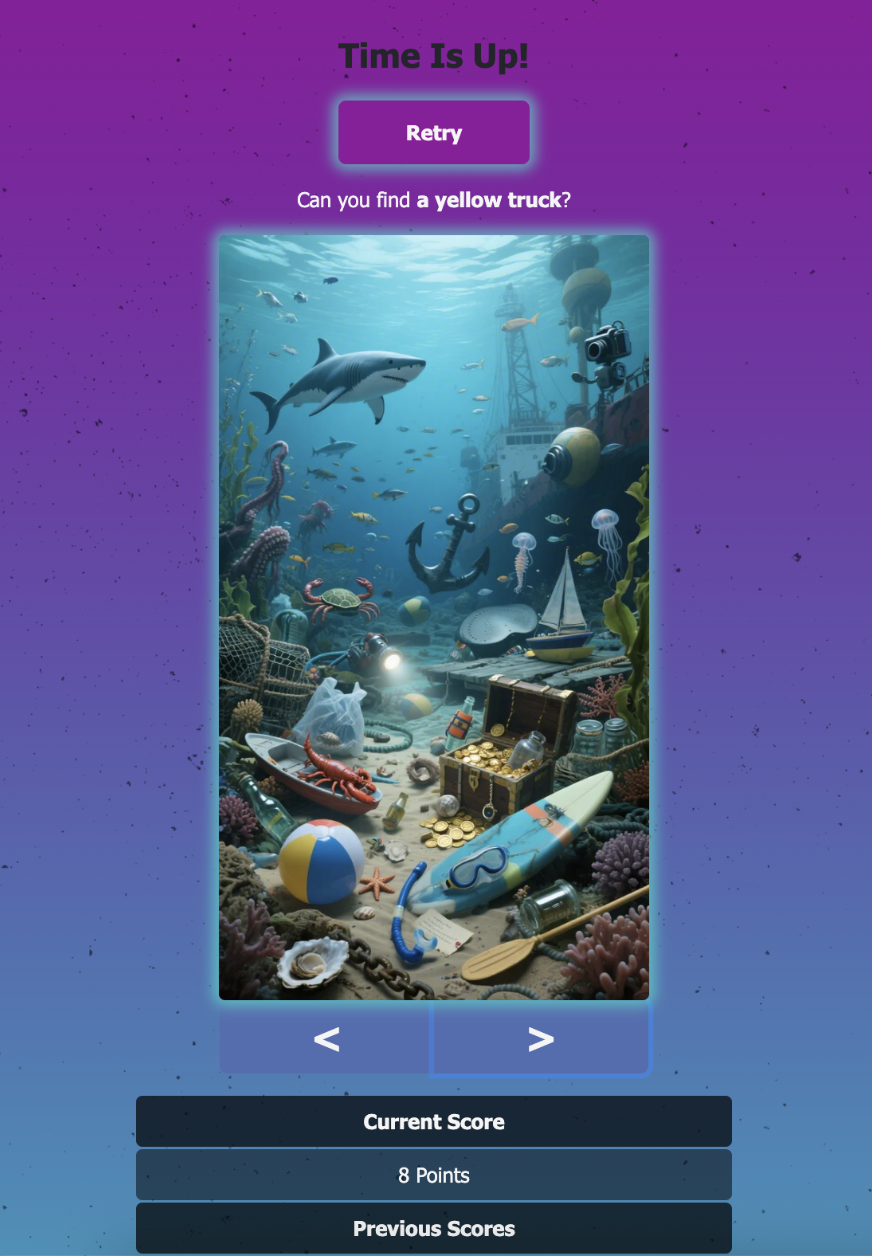 Time Is Up!
Retry
Can you find a yellow truck?
<
>
Current Score
8 Points
Previous Scores